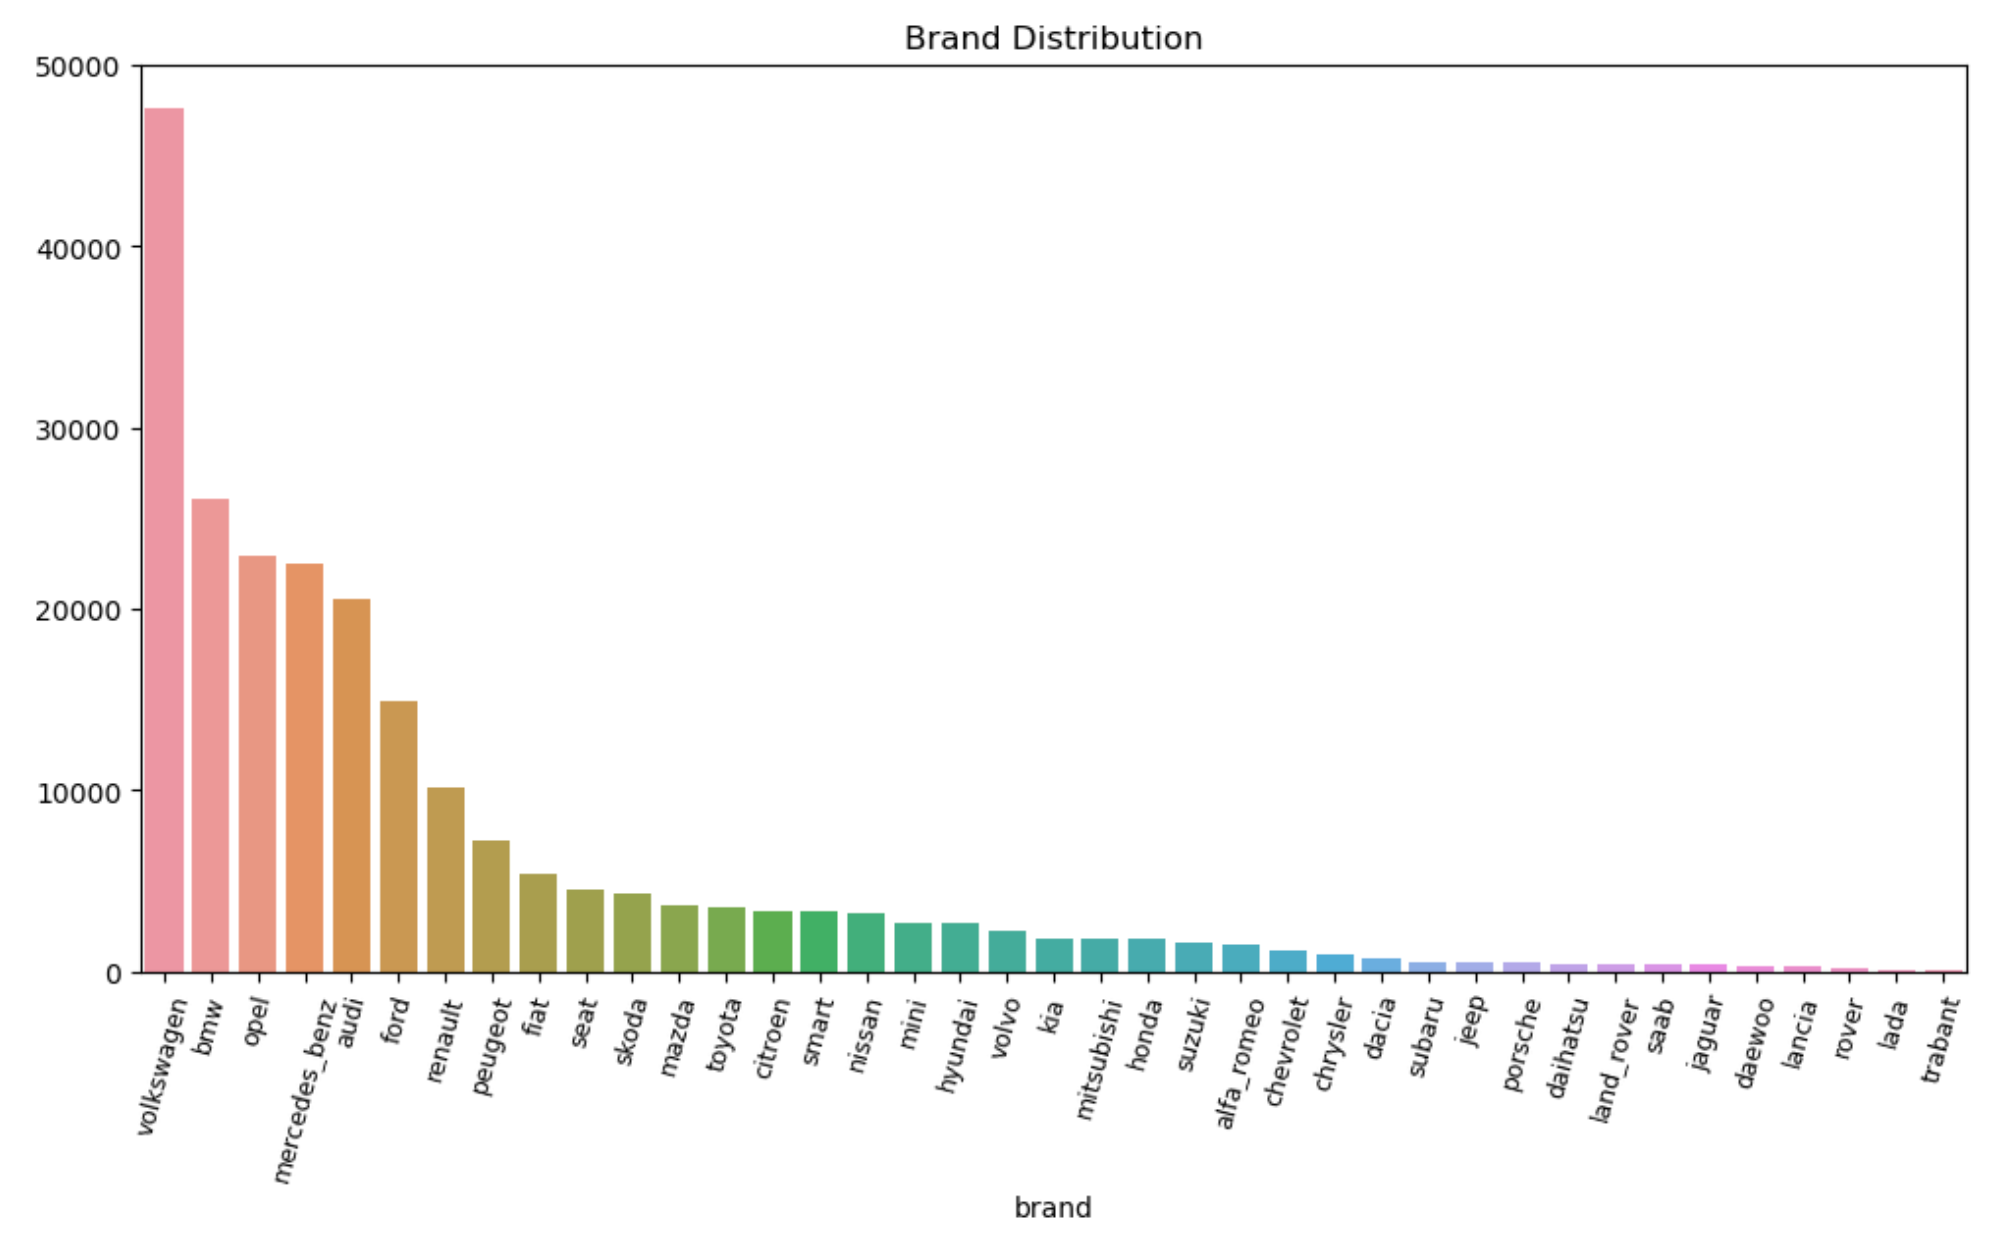 Brand Distribution
50000
40000
30000
20000
10000
0
volkswagen
bmw
opel
mercedes_benz
audi
ford
renault
peugeot
fiat
seat
skoda
mazda
toyota
citroen
smart
nissan
mini
hyundai
volvo
kia
mitsubishi
honda
suzuki
alfa_romeo
chevrolet
chrysler
dacia
subaru
jeep
porsche
daihatsu
land_rover
saab
jaguar
daewoo
lancia
rover
lada
trabant
brand